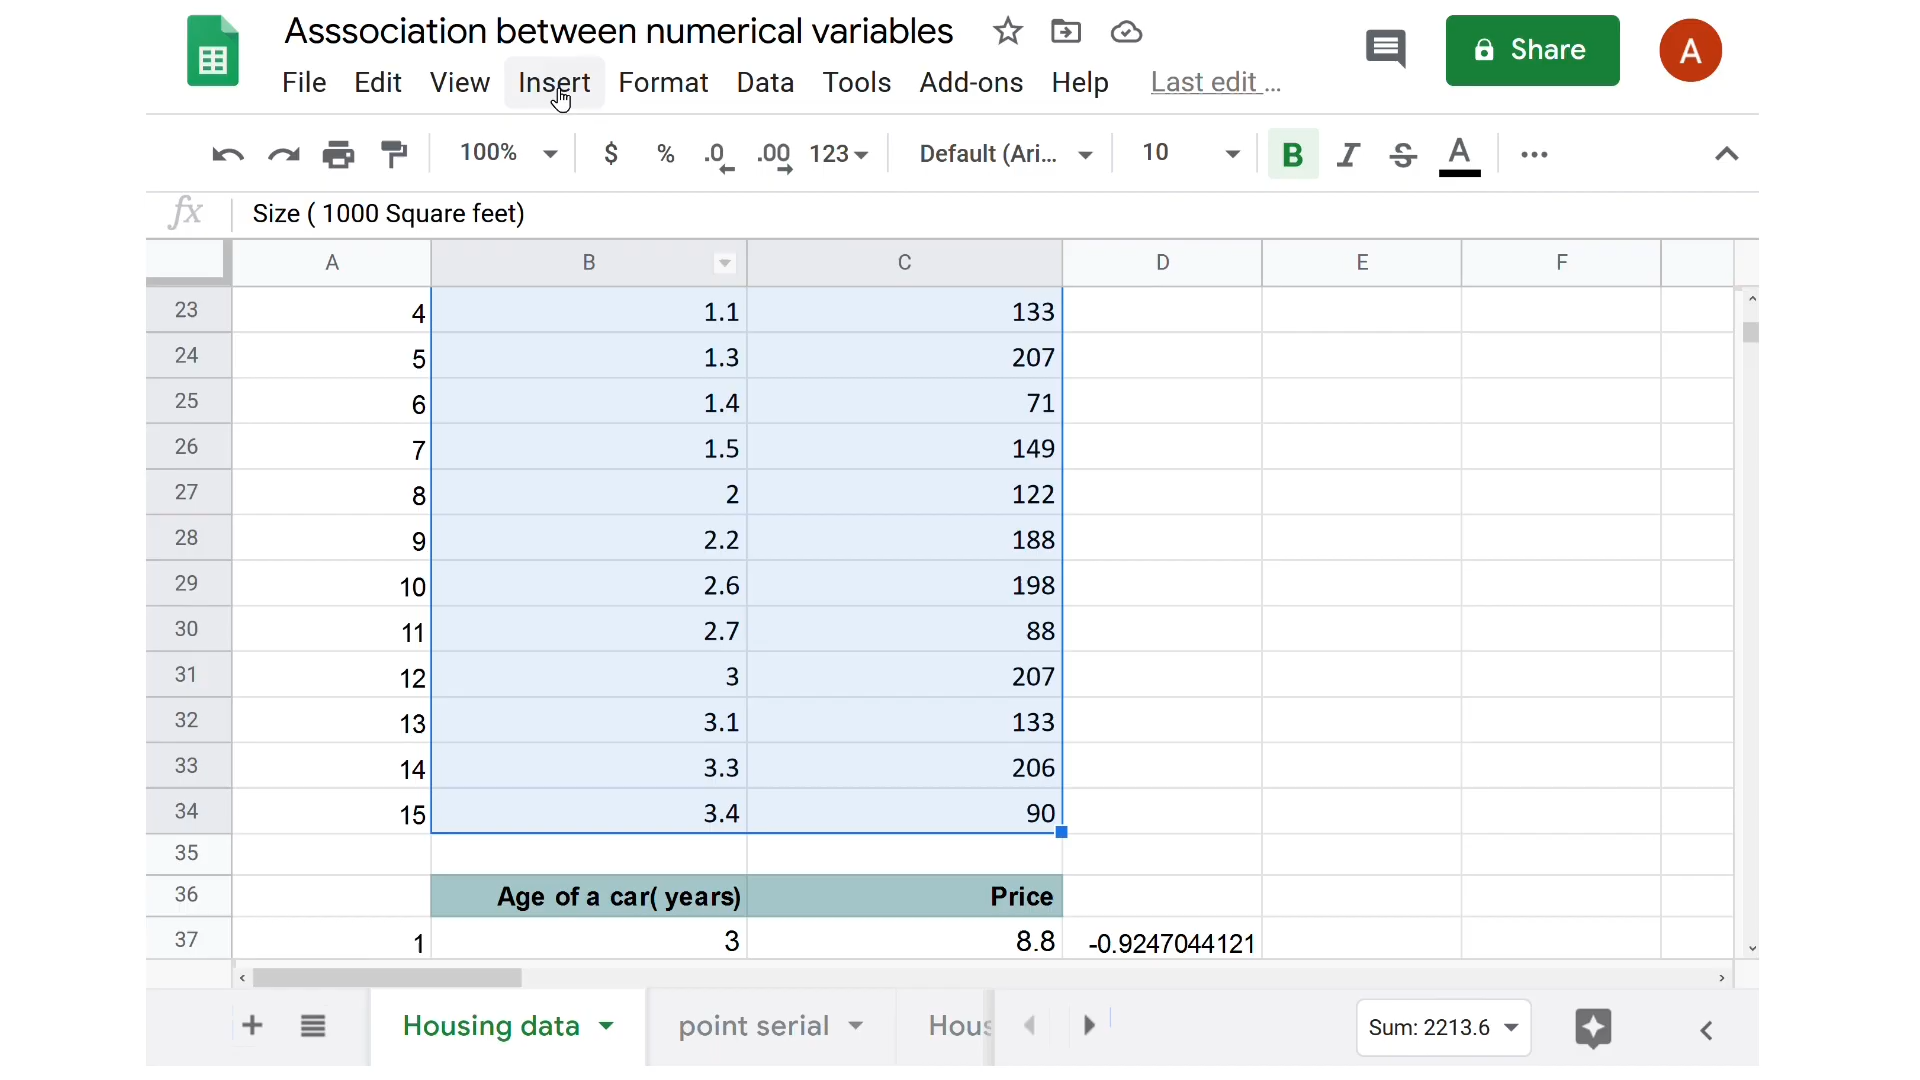 Asssociation between numerical variables
File Edit View Insert Format Data Tools Add-ons Help Last edit ...
Share
A
100% $ % .0 .00 123 Default (Ari... 10 B I S A
fx Size ( 1000 Square feet)
A B C D E F
23 4 1.1 133
24 5 1.3 207
25 6 1.4 71
26 7 1.5 149
27 8 2 122
28 9 2.2 188
29 10 2.6 198
30 11 2.7 88
31 12 3 207
32 13 3.1 133
33 14 3.3 206
34 15 3.4 90
35
36 Age of a car( years) Price
37 1 3 8.8 -0.9247044121
Housing data point serial Hous Sum: 2213.6